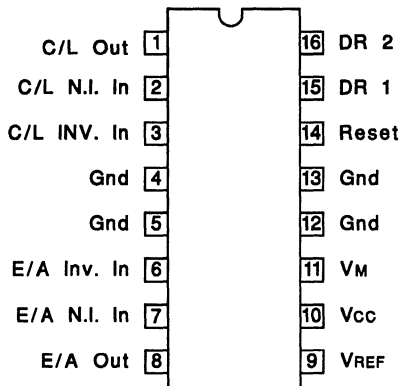 C/L Out 1 16 DR 2
C/L N.I. In 2 15 DR 1
C/L INV. In 3 14 Reset
Gnd 4 13 Gnd
Gnd 5 12 Gnd
E/A Inv. In 6 11 VM
E/A N.I. In 7 10 VCC
E/A Out 8 9 VREF